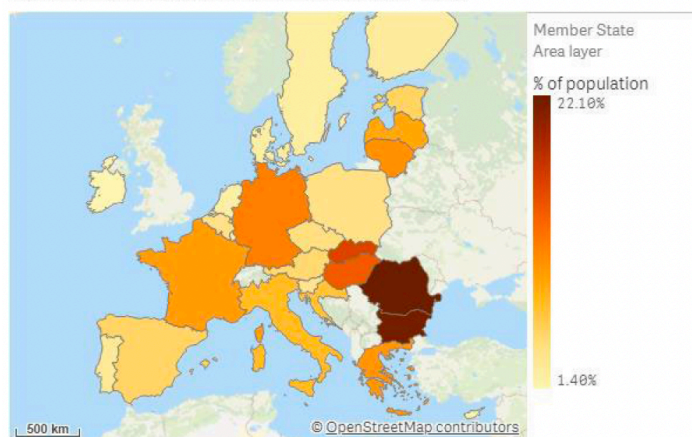 Member State
Area layer
% of population
22.10%
1.40%
500 km
© OpenStreetMap contributors